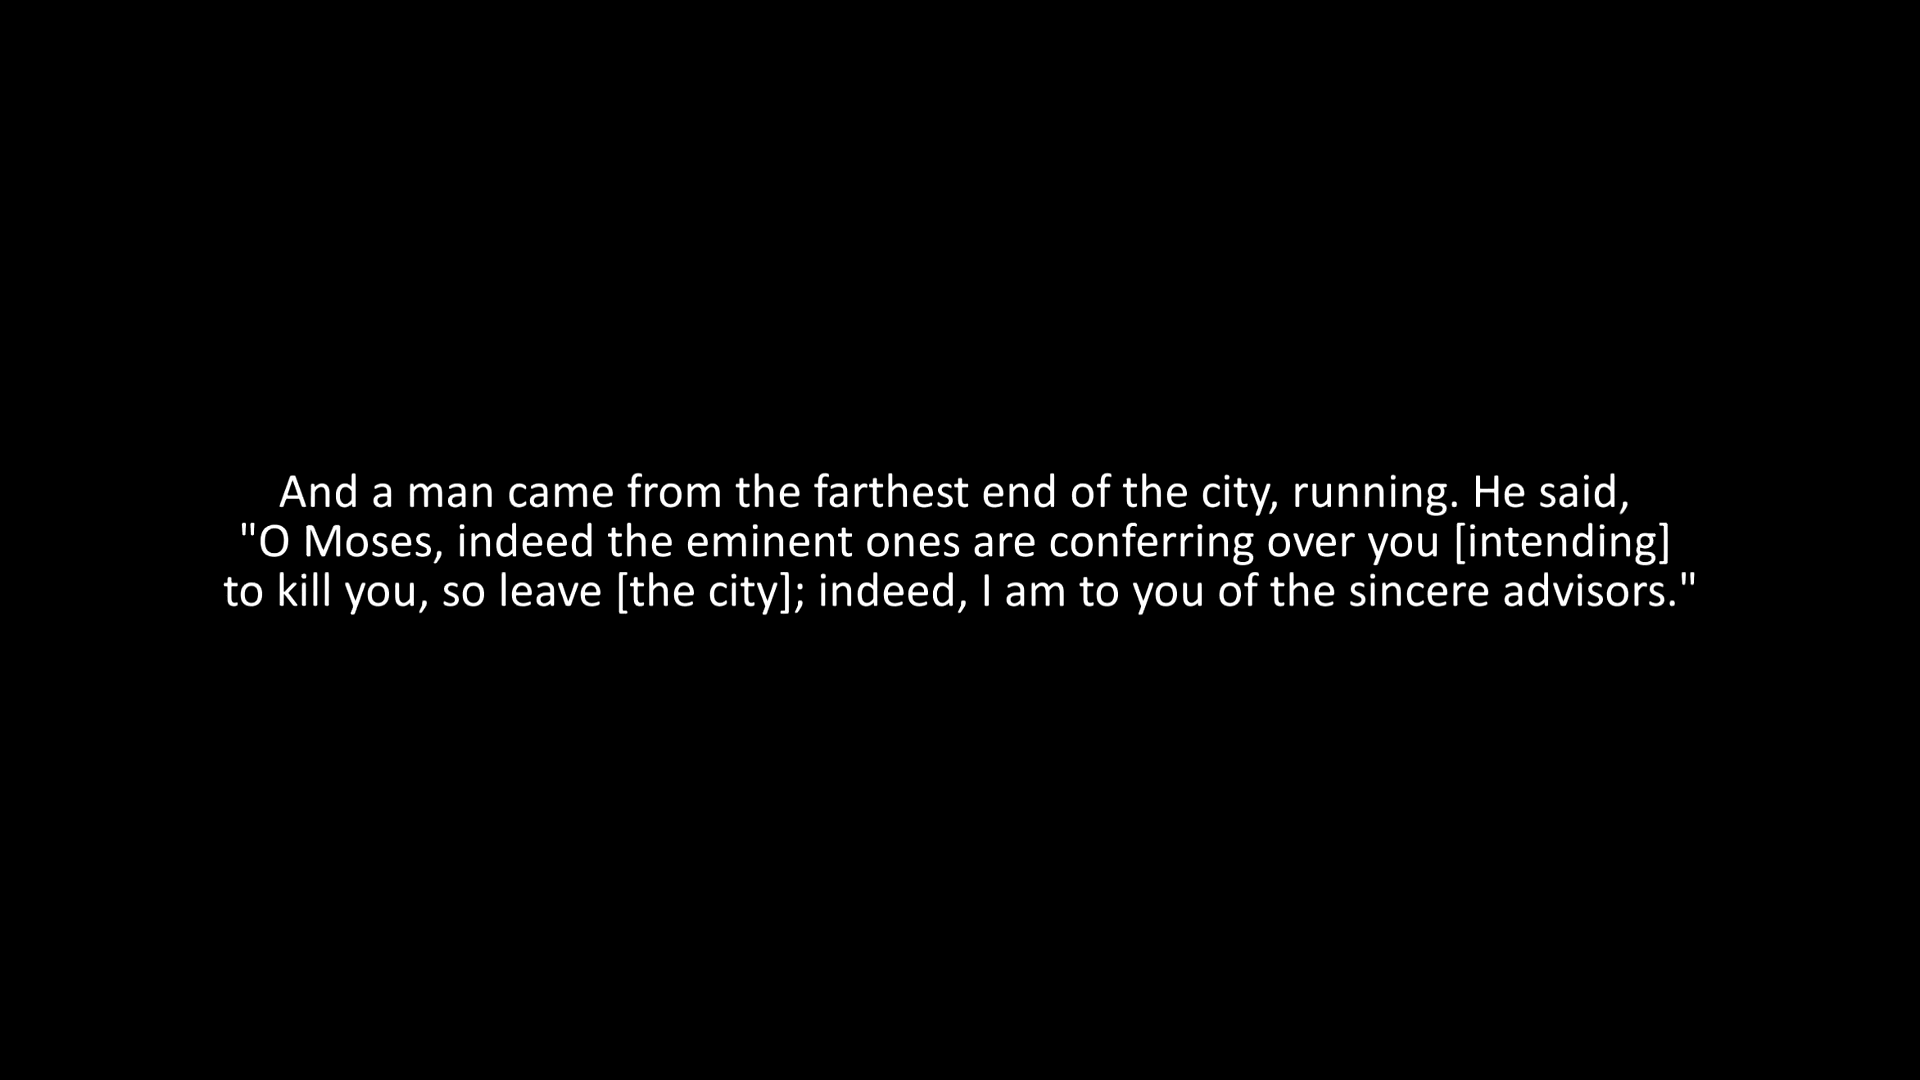 And a man came from the farthest end of the city, running. He said,
"O Moses, indeed the eminent ones are conferring over you [intending]
to kill you, so leave [the city]; indeed, I am to you of the sincere advisors."